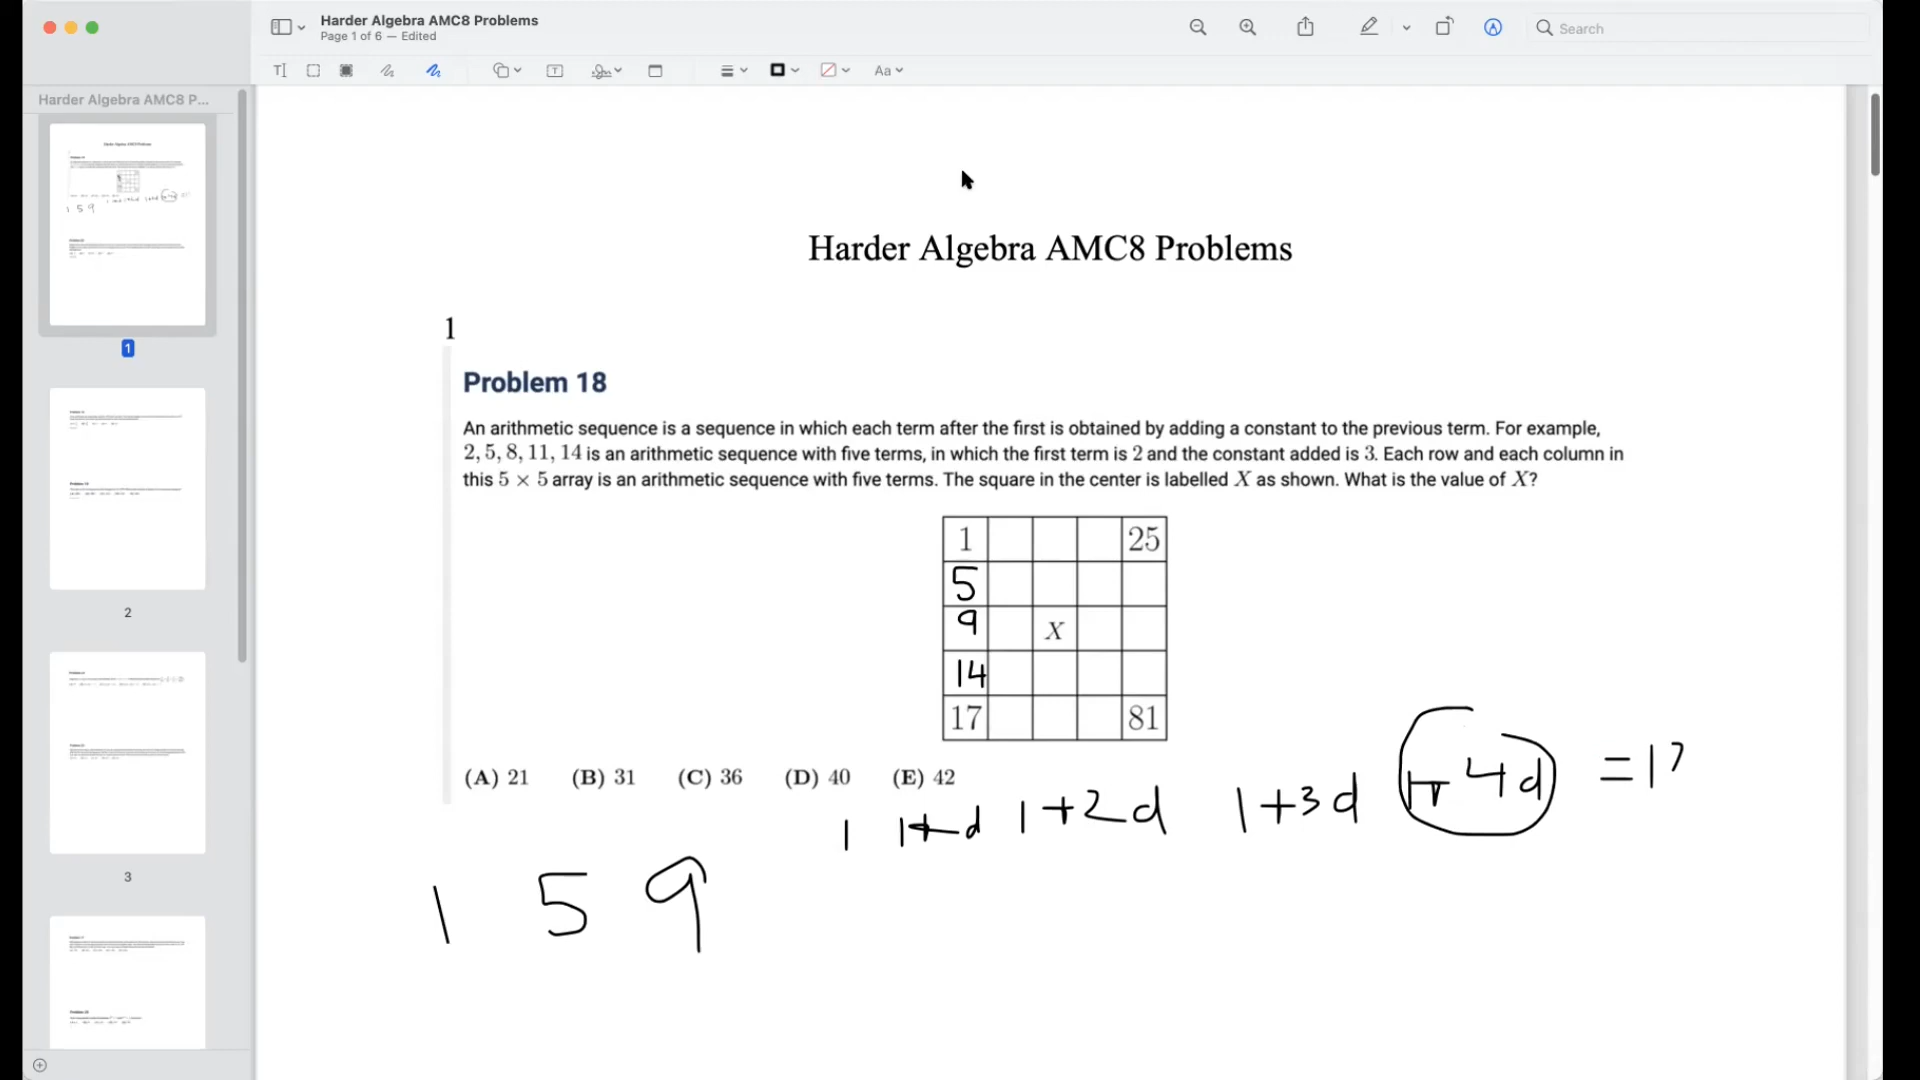 Harder Algebra AMC8 Problems
Page 1 of 6 — Edited
Search
Aa
Harder Algebra AMC8 P...
1
2
3
Harder Algebra AMC8 Problems
1
Problem 18
An arithmetic sequence is a sequence in which each term after the first is obtained by adding a constant to the previous term. For example,
2, 5, 8, 11, 14 is an arithmetic sequence with five terms, in which the first term is 2 and the constant added is 3. Each row and each column in
this 5 × 5 array is an arithmetic sequence with five terms. The square in the center is labelled X as shown. What is the value of X?
1 25
5
9 X
14
17 81
(A) 21 (B) 31 (C) 36 (D) 40 (E) 42
1 1+d 1+2d 1+3d 1+4d =17
1 5 9